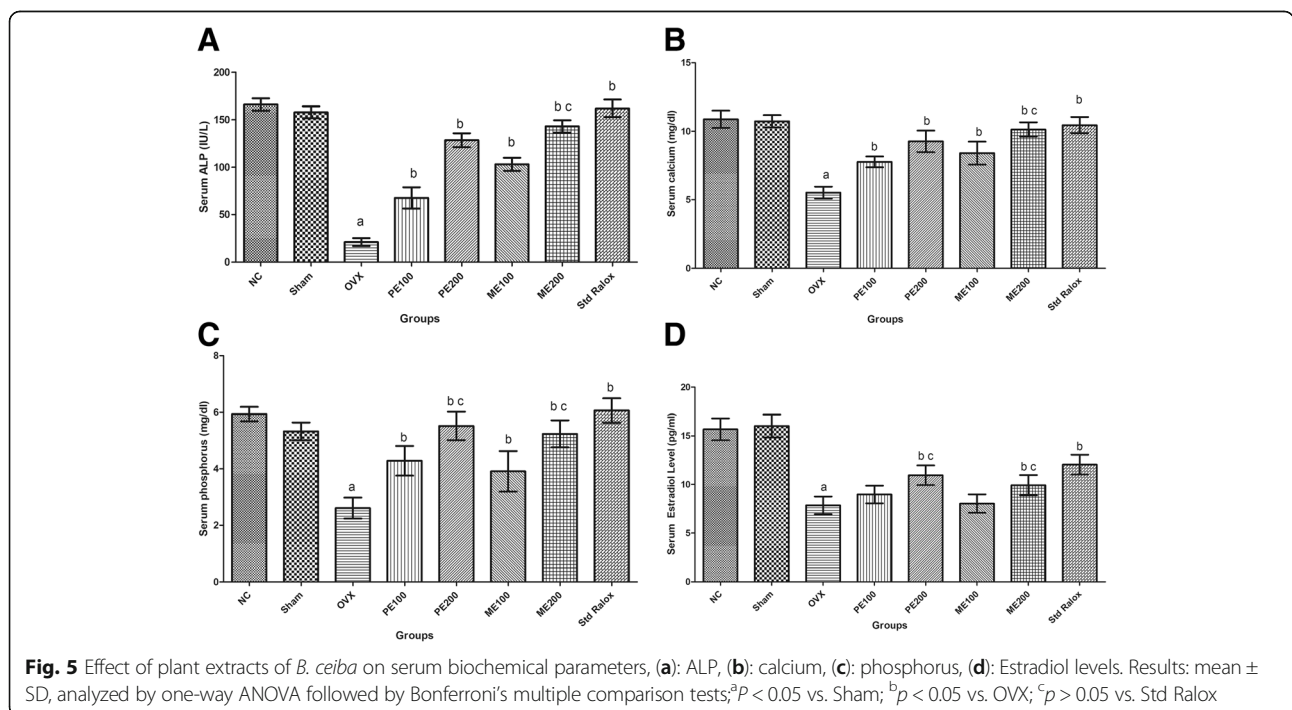 A
Serum ALP (IU/L)
200
150
100
50
0
a
b
b
b
b c
b
NC
Sham
OVX
PE100
PE200
ME100
ME200
Std Ralox
Groups
B
Serum calcium (mg/dl)
15
10
5
0
a
b
b
b
b c
b
NC
Sham
OVX
PE100
PE200
ME100
ME200
Std Ralox
Groups
C
Serum phosphorus (mg/dl)
8
6
4
2
0
a
b
b c
b
b c
b
NC
Sham
OVX
PE100
PE200
ME100
ME200
Std Ralox
Groups
D
Serum Estradiol Level (pg/ml)
20
15
10
5
0
a
b c
b c
b
NC
Sham
OVX
PE100
PE200
ME100
ME200
Std Ralox
Groups
Fig. 5 Effect of plant extracts of B. ceiba on serum biochemical parameters, (a): ALP, (b): calcium, (c): phosphorus, (d): Estradiol levels. Results: mean ±
SD, analyzed by one-way ANOVA followed by Bonferroni's multiple comparison tests;ᵃP < 0.05 vs. Sham; ᵇp < 0.05 vs. OVX; ᶜp > 0.05 vs. Std Ralox